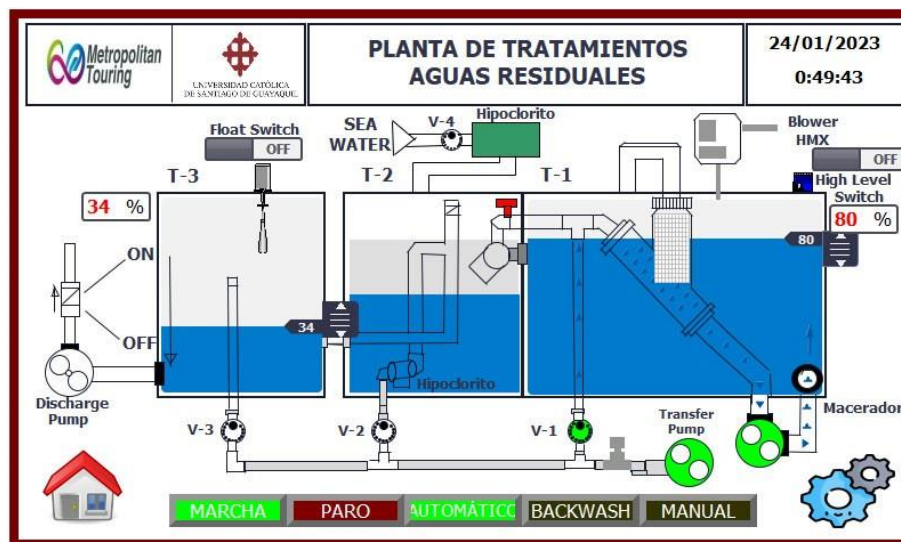 Metropolitan
Touring
UNIVERSIDAD CATÓLICA
DE SANTIAGO DE GUAYAQUIL
PLANTA DE TRATAMIENTOS
AGUAS RESIDUALES
24/01/2023
0:49:43
Float Switch
OFF
SEA
WATER
V-4
Hipoclorito
Blower
HMX
OFF
T-3
T-2
T-1
High Level
Switch
34 %
80 %
80
ON
OFF
34
Hipoclorito
Discharge
Pump
V-3
V-2
V-1
Transfer
Pump
Macerador
MARCHA
PARO
AUTOMÁTICO
BACKWASH
MANUAL